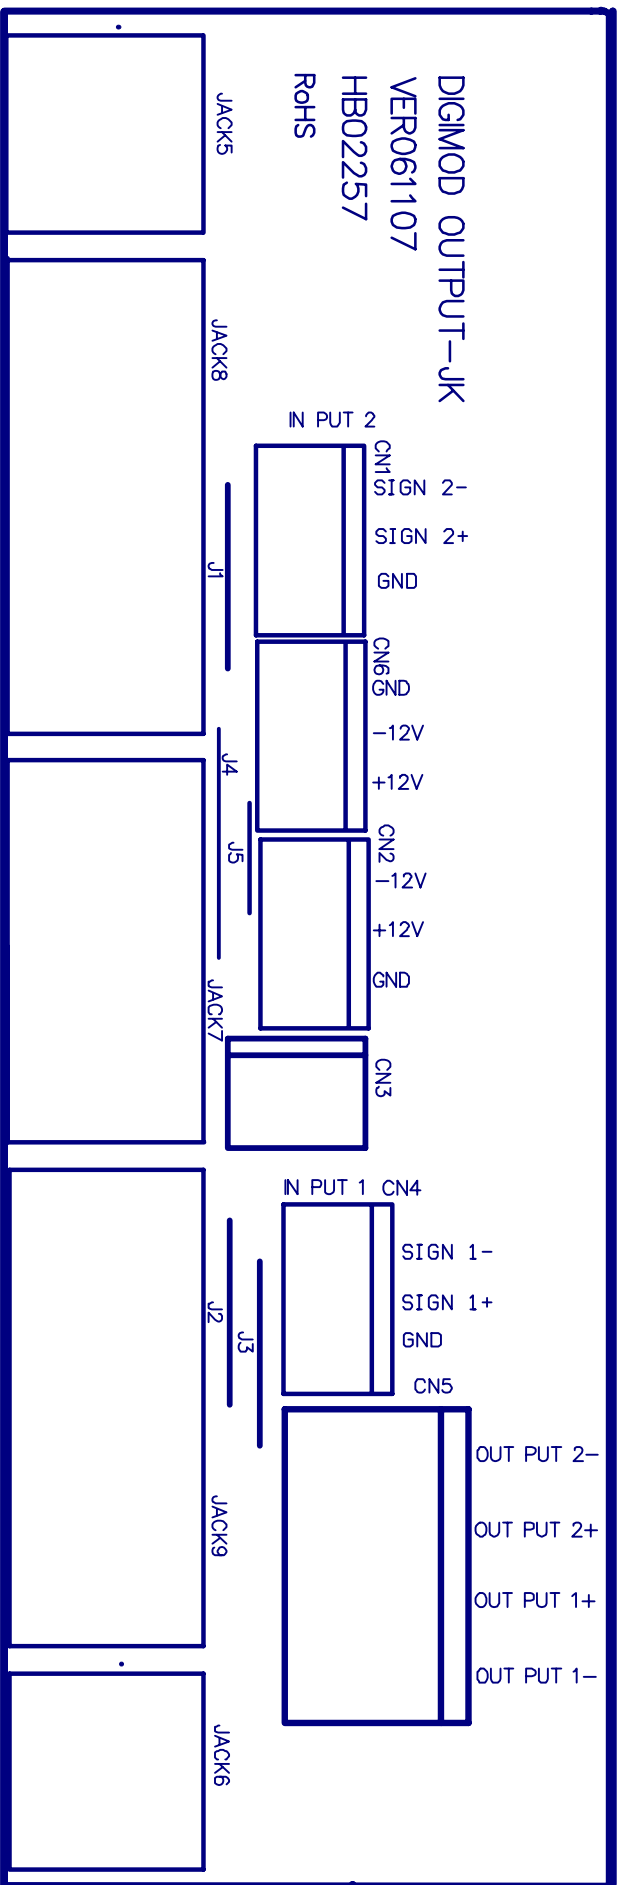 DIGIMOD OUTPUT-JK
VER061107
HB02257
RoHS
JACK5
JACK8
IN PUT 2
CN1
SIGN 2-
SIGN 2+
GND
J1
CN6
GND
-12V
+12V
J4
J5
CN2
-12V
+12V
GND
JACK7
CN3
IN PUT 1
CN4
SIGN 1-
SIGN 1+
GND
J2
J3
CN5
OUT PUT 2-
OUT PUT 2+
OUT PUT 1+
OUT PUT 1-
JACK9
JACK6